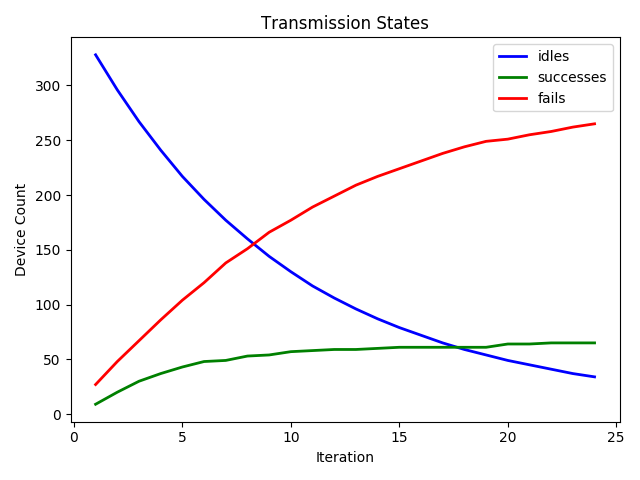 Transmission States
idles
successes
fails
Device Count
300
250
200
150
100
50
0
0 5 10 15 20 25
Iteration